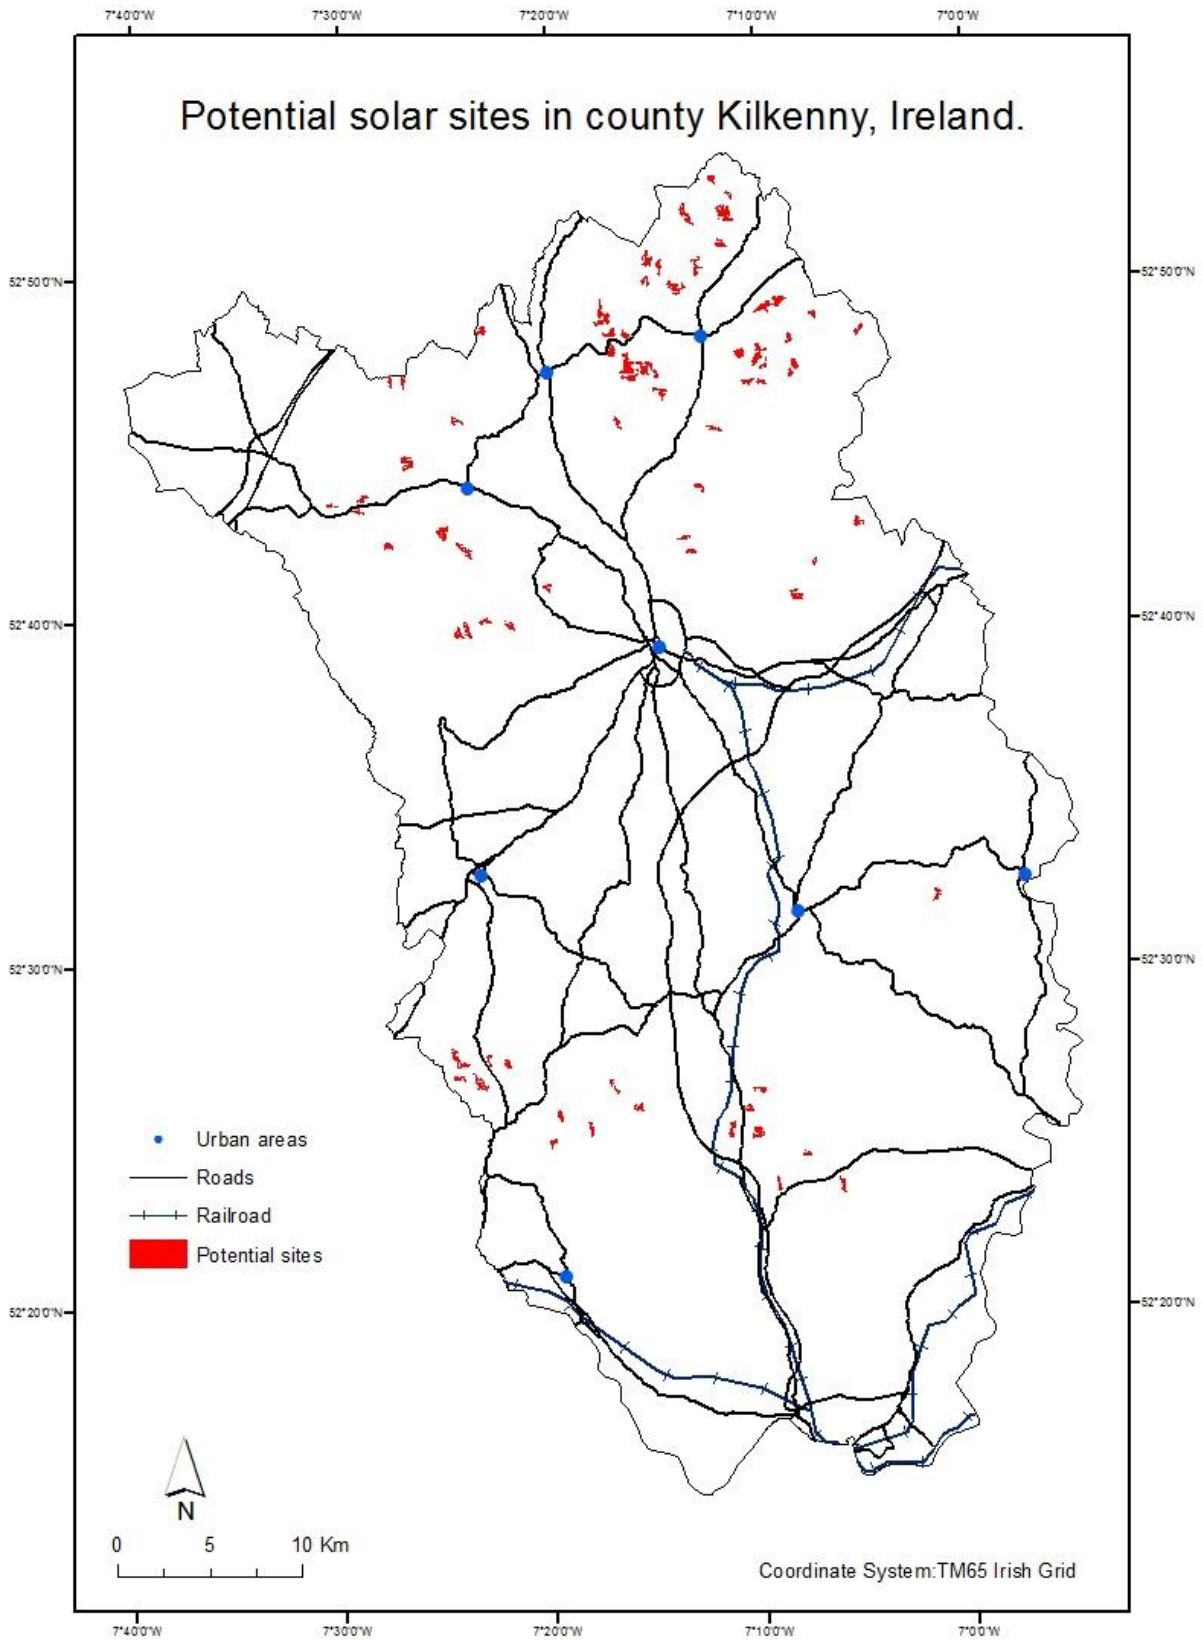 7°40'0"W 7°30'0"W 7°20'0"W 7°10'0"W 7°0'0"W
Potential solar sites in county Kilkenny, Ireland.
52°50'0"N 52°50'0"N
52°40'0"N 52°40'0"N
52°30'0"N 52°30'0"N
Urban areas
Roads
Railroad
Potential sites
52°20'0"N 52°20'0"N
N
0 5 10 Km
Coordinate System:TM65 Irish Grid
7°40'0"W 7°30'0"W 7°20'0"W 7°10'0"W 7°0'0"W